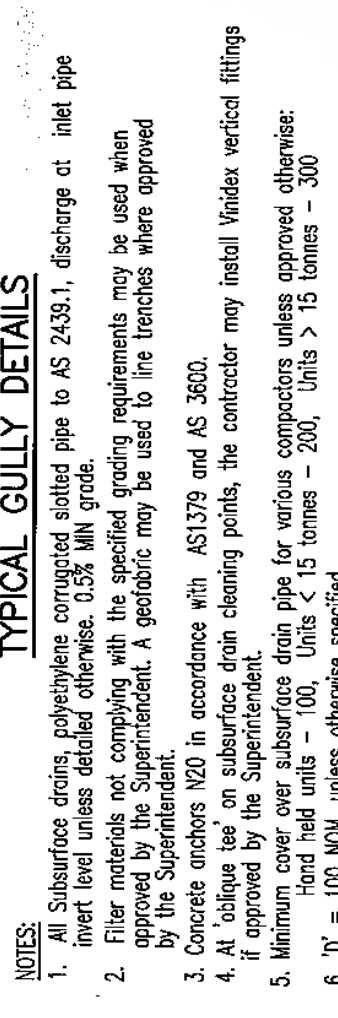 TYPICAL GULLY DETAILS
NOTES:
1. All Subsurface drains, polyethylene corrugated slotted pipe to AS 2439.1, discharge at inlet pipe
invert level unless detailed otherwise. 0.5% MIN grade.
2. Filter materials not complying with the specified grading requirements may be used when
approved by the Superintendent. A geofabric may be used to line trenches where approved
by the Superintendent.
3. Concrete anchors N20 in accordance with AS1379 and AS 3600.
4. At 'oblique tee' on subsurface drain cleaning points, the contractor may install Vinidex vertical fittings
if approved by the Superintendent.
5. Minimum cover over subsurface drain pipe for various compactors unless approved otherwise:
Hand held units - 100, Units < 15 tonnes - 200, Units > 15 tonnes - 300
6 'D' = 100 NOM unless otherwise specified